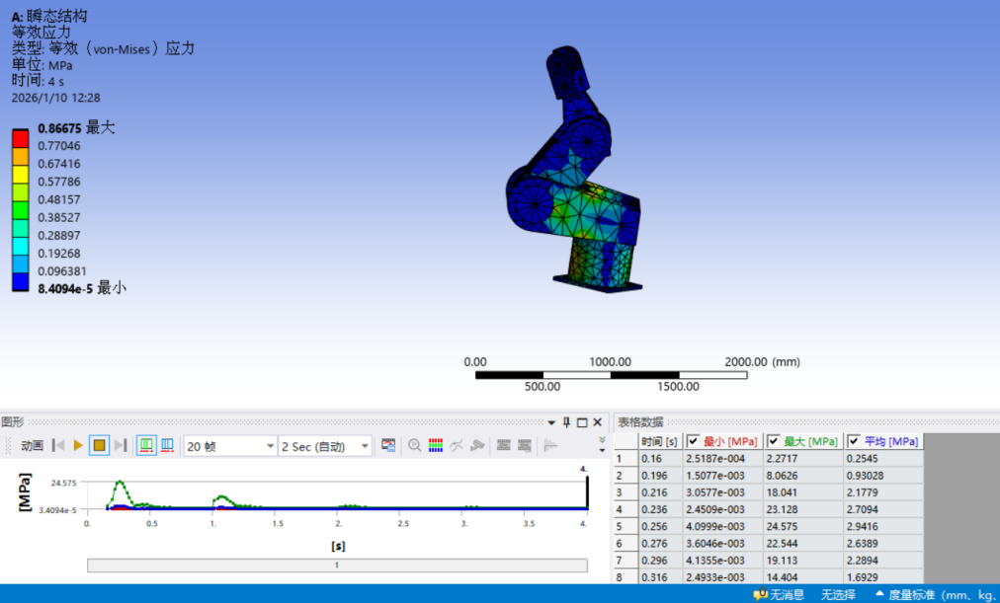 A: 瞬态结构
等效应力
类型: 等效（von-Mises）应力
单位: MPa
时间: 4 s
2026/1/10 12:28
0.86675 最大
0.77046
0.67416
0.57786
0.48157
0.38527
0.28897
0.19268
0.096381
8.4094e-5 最小
0.00 1000.00 2000.00 (mm)
500.00 1500.00
图形
动画 20 帧 2 Sec (自动)
4.
[MPa]
24.575
3.4094e-5
0. 0.5 1. 1.5 2. 2.5 3. 3.5 4.
[s]
1
表格数据
时间 [s] 最小 [MPa] 最大 [MPa] 平均 [MPa]
1 0.16 2.5187e-004 2.2717 0.2545
2 0.196 1.5077e-003 8.0626 0.93028
3 0.216 3.0577e-003 18.041 2.1779
4 0.236 2.4509e-003 23.128 2.7094
5 0.256 4.0999e-003 24.575 2.9416
6 0.276 3.6046e-003 22.544 2.6389
7 0.296 4.1355e-003 19.113 2.2894
8 0.316 2.4933e-003 14.404 1.6929
无消息 无选择 度量标准（mm、kg、